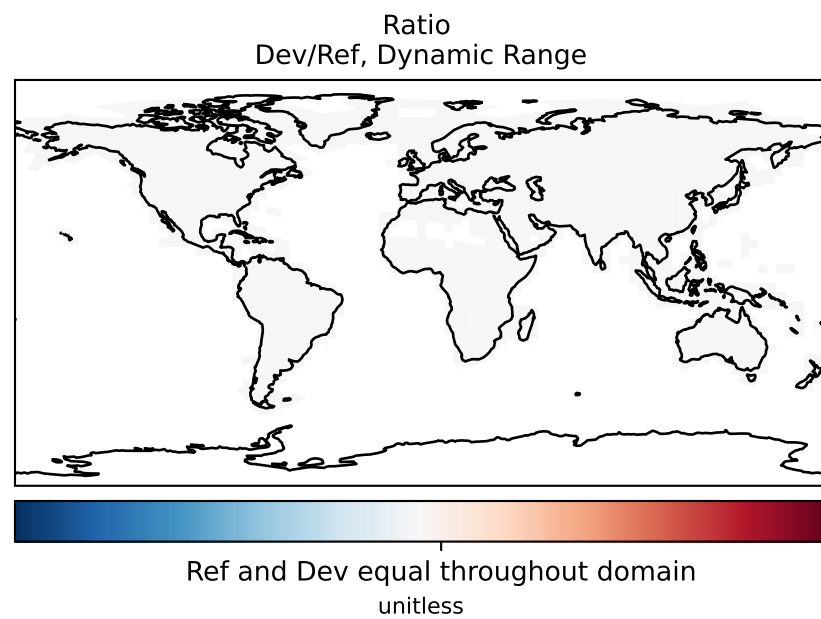 Ratio
Dev/Ref, Dynamic Range
Ref and Dev equal throughout domain
unitless